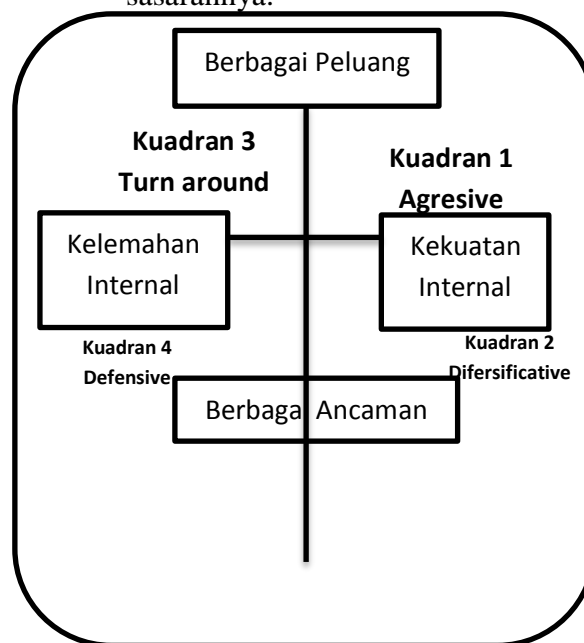 sasarannya.
Berbagai Peluang
Kuadran 3
Turn around
Kuadran 1
Agresive
Kelemahan
Internal
Kekuatan
Internal
Kuadran 4
Defensive
Kuadran 2
Difersificative
Berbagai Ancaman